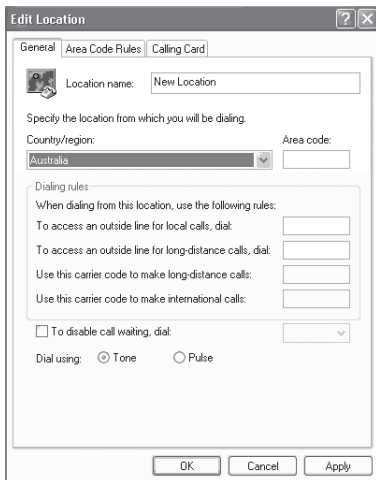 Edit Location
General Area Code Rules Calling Card
Location name: New Location
Specify the location from which you will be dialing.
Country/region: Area code:
Australia
Dialing rules
When dialing from this location, use the following rules:
To access an outside line for local calls, dial:
To access an outside line for long-distance calls, dial:
Use this carrier code to make long-distance calls:
Use this carrier code to make international calls:
To disable call waiting, dial:
Dial using: Tone Pulse
OK Cancel Apply